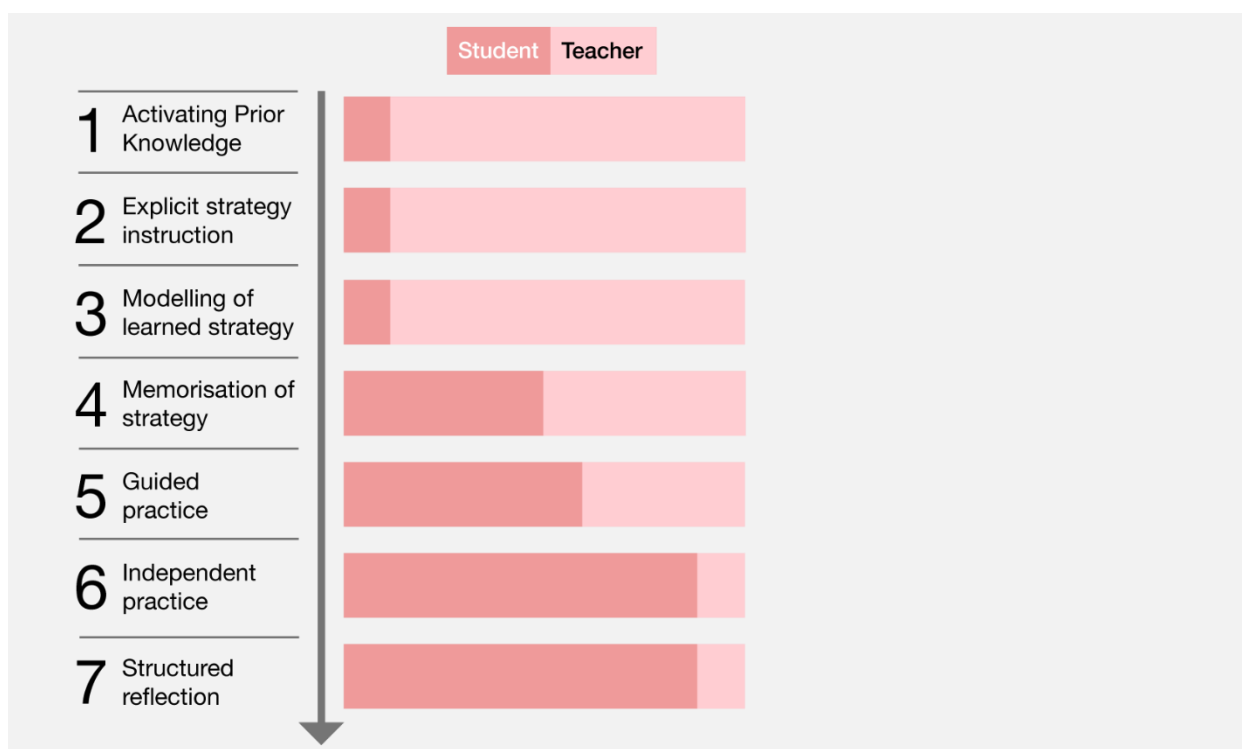 Student Teacher
1 Activating Prior
Knowledge
2 Explicit strategy
instruction
3 Modelling of
learned strategy
4 Memorisation of
strategy
5 Guided
practice
6 Independent
practice
7 Structured
reflection